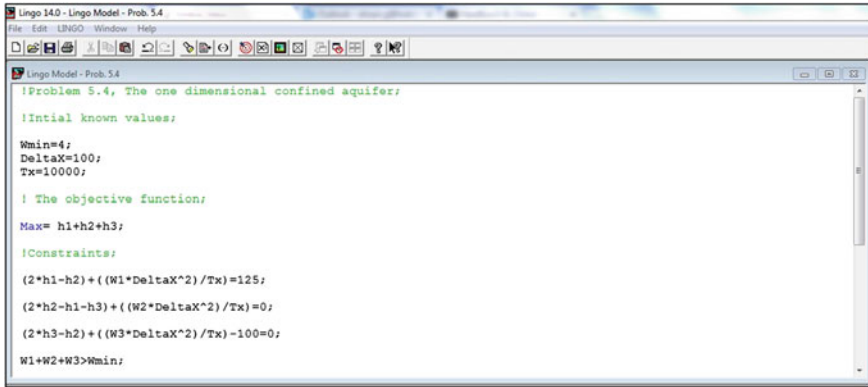 Lingo 14.0 - Lingo Model - Prob. 5.4
File Edit LINGO Window Help
Lingo Model - Prob. 5.4
!Problem 5.4, The one dimensional confined aquifer;
!Intial known values;
Wmin=4;
DeltaX=100;
Tx=10000;
! The objective function;
Max= h1+h2+h3;
!Constraints;
(2*h1-h2)+((W1*DeltaX^2)/Tx)=125;
(2*h2-h1-h3)+((W2*DeltaX^2)/Tx)=0;
(2*h3-h2)+((W3*DeltaX^2)/Tx)-100=0;
W1+W2+W3>Wmin;